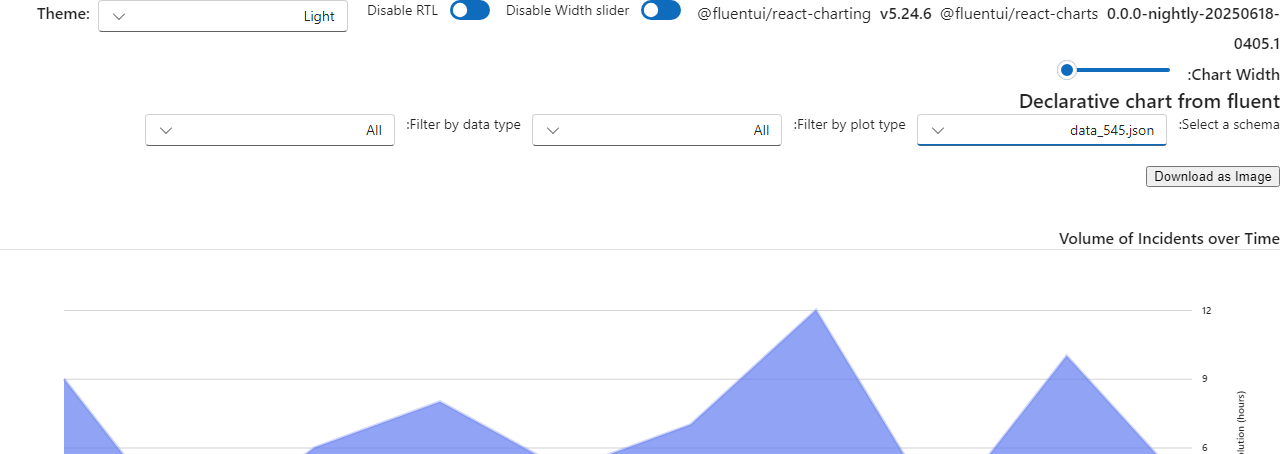 Theme: Light Disable RTL Disable Width slider @fluentui/react-charting v5.24.6 @fluentui/react-charts 0.0.0-nightly-20250618-
0405.1
:Chart Width
Declarative chart from fluent
:Select a schema data_545.json :Filter by plot type All :Filter by data type All
Download as Image
Volume of Incidents over Time
12
9
6
(hours)